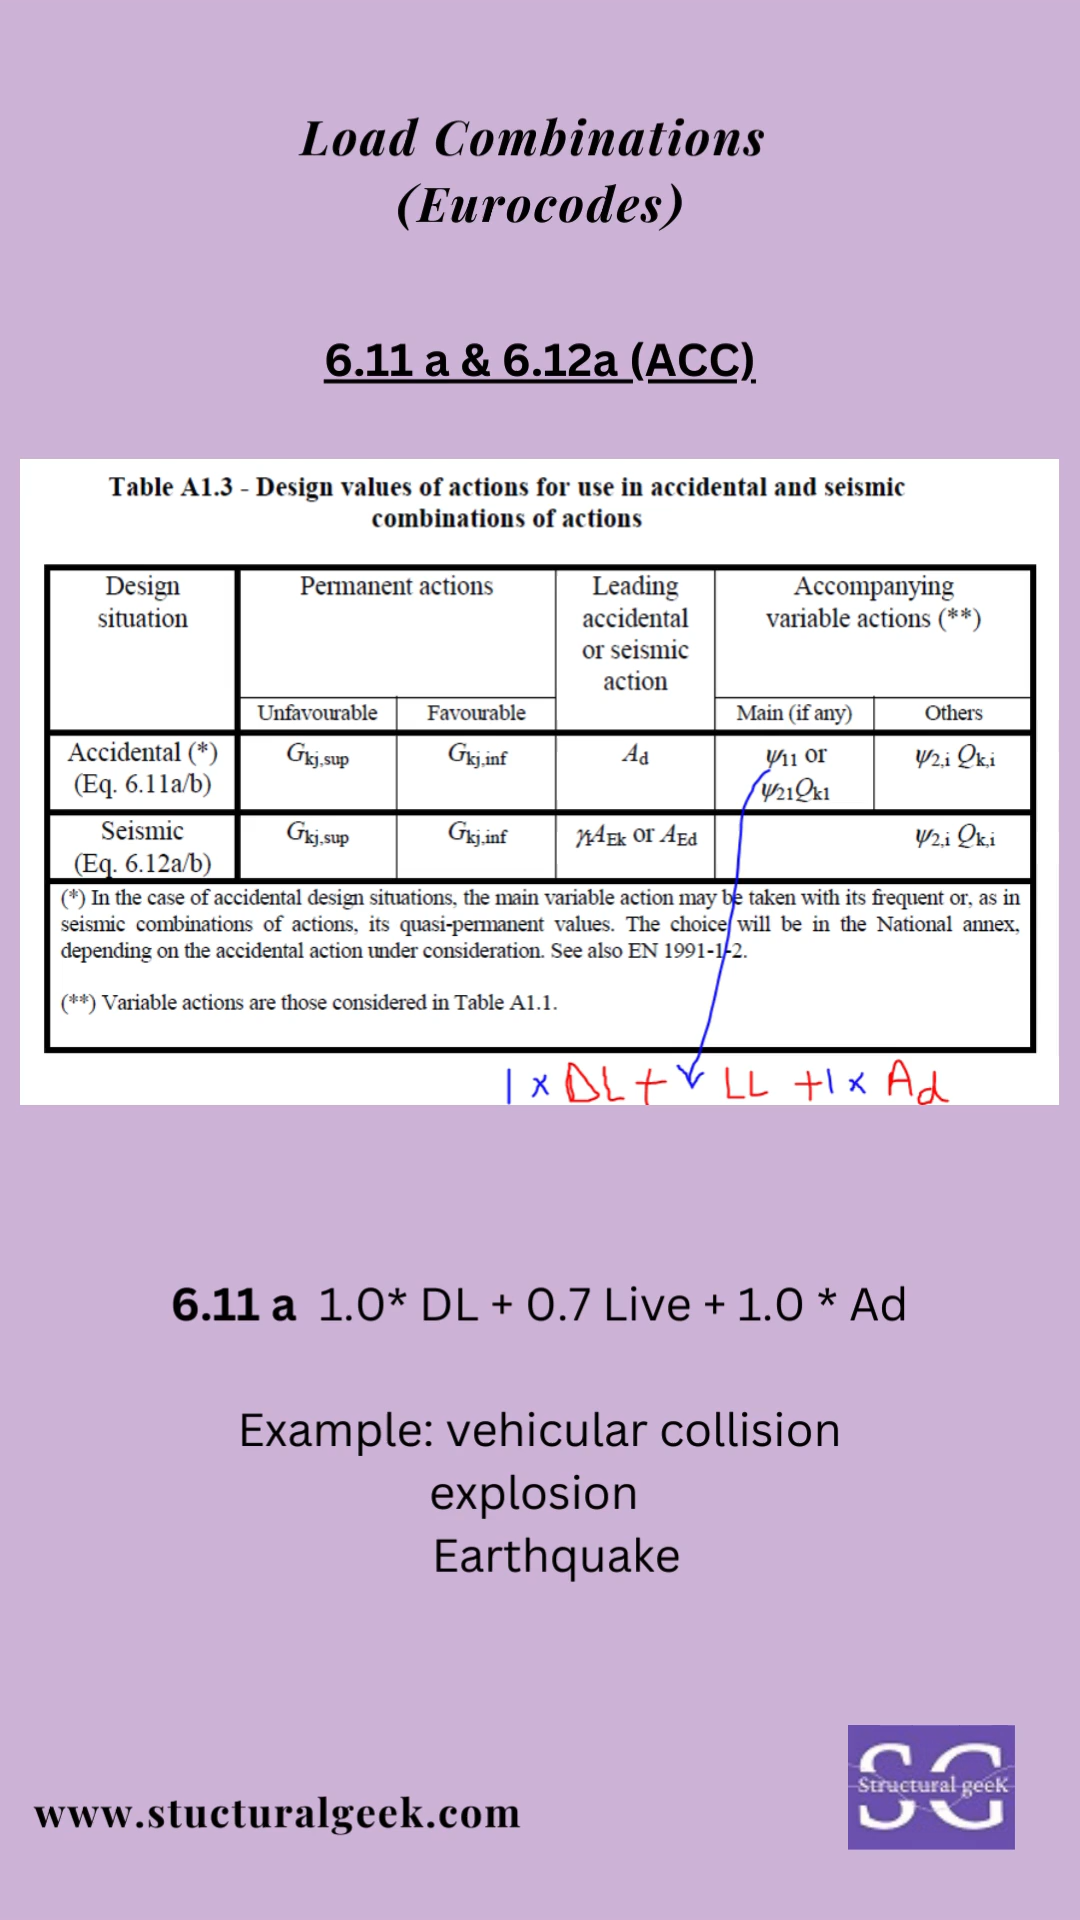 Load Combinations
(Eurocodes)
6.11 a & 6.12a (ACC)
Table A1.3 - Design values of actions for use in accidental and seismic
combinations of actions
Design
situation
Permanent actions
Leading
accidental
or seismic
action
Accompanying
variable actions (**)
Unfavourable
Favourable
Main (if any)
Others
Accidental (*)
(Eq. 6.11a/b)
Gkj,sup
Gkj,inf
Ad
ψ11 or
ψ21Qk1
ψ2,i Qk,i
Seismic
(Eq. 6.12a/b)
Gkj,sup
Gkj,inf
γIAEk or AEd
ψ2,i Qk,i
(*) In the case of accidental design situations, the main variable action may be taken with its frequent or, as in
seismic combinations of actions, its quasi-permanent values. The choice will be in the National annex,
depending on the accidental action under consideration. See also EN 1991-1-2.
(**) Variable actions are those considered in Table A1.1.
1 x DL + LL +1 x Ad
6.11 a 1.0* DL + 0.7 Live + 1.0 * Ad
Example: vehicular collision
explosion
Earthquake
www.stucturalgeek.com
SG
Structural geeK